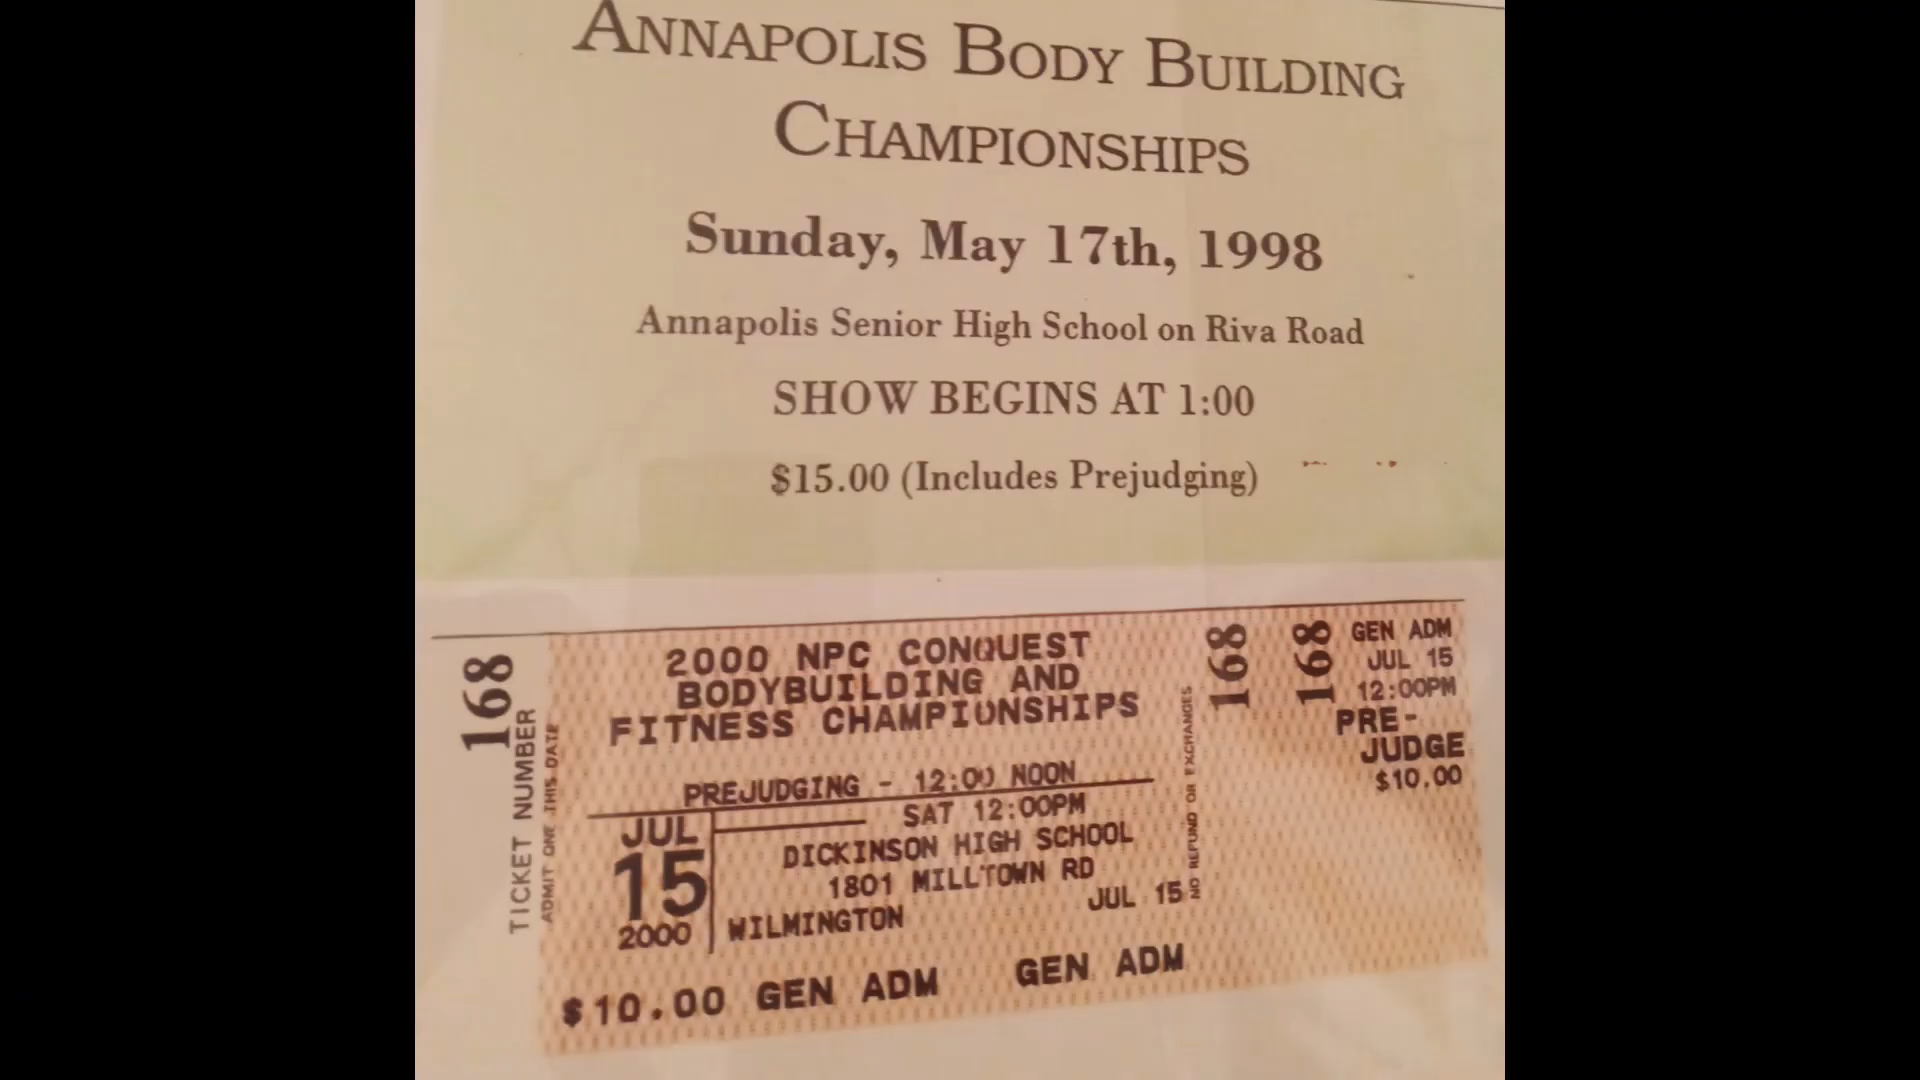 ANNAPOLIS BODY BUILDING
CHAMPIONSHIPS
Sunday, May 17th, 1998
Annapolis Senior High School on Riva Road
SHOW BEGINS AT 1:00
$15.00 (Includes Prejudging)
168
TICKET NUMBER
ADMIT ONE THIS DATE
2000 NPC CONQUEST
BODYBUILDING AND
FITNESS CHAMPIONSHIPS
PREJUDGING - 12:00 NOON
SAT 12:00PM
JUL
15
2000
DICKINSON HIGH SCHOOL
1801 MILLTOWN RD
WILMINGTON
JUL 15
$10.00 GEN ADM GEN ADM
NO REFUND OR EXCHANGES
168
168
GEN ADM
JUL 15
12:00PM
PRE-
JUDGE
$10.00